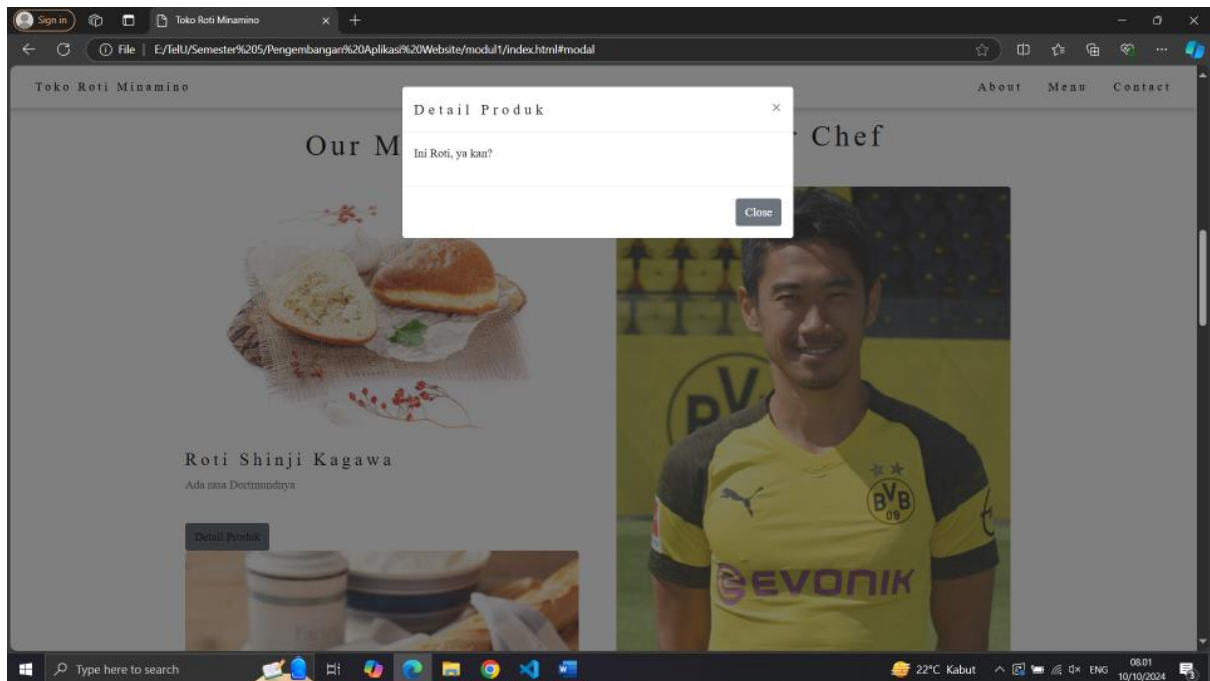 Sign in
Toko Roti Minamino
File | E:/TelU/Semester%205/Pengembangan%20Aplikasi%20Website/modul1/index.html#modal
Toko Roti Minamino
About Menu Contact
Detail Produk
Our M
Chef
Ini Roti, ya kan?
Close
Roti Shinji Kagawa
Ada rasa Dortmundnya
Detail Produk
BVB
09
EVONIK
Type here to search
22°C Kabut
ENG
08.01
10/10/2024